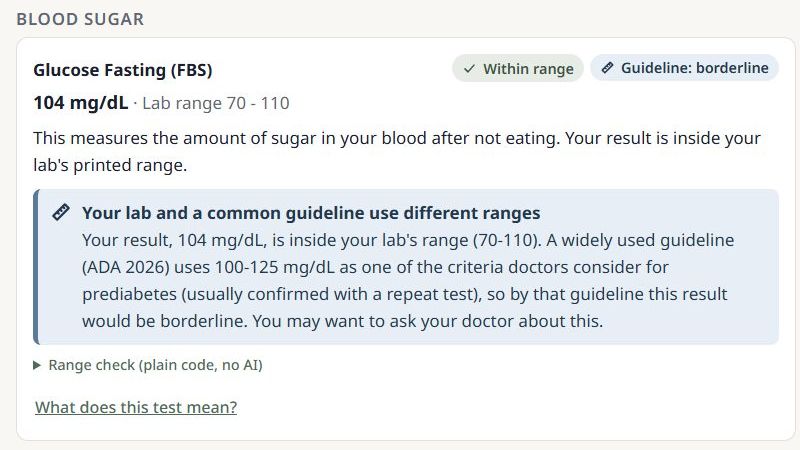 BLOOD SUGAR
Glucose Fasting (FBS)
✓ Within range
Guideline: borderline
104 mg/dL · Lab range 70 - 110
This measures the amount of sugar in your blood after not eating. Your result is inside your
lab's printed range.
Your lab and a common guideline use different ranges
Your result, 104 mg/dL, is inside your lab's range (70-110). A widely used guideline
(ADA 2026) uses 100-125 mg/dL as one of the criteria doctors consider for
prediabetes (usually confirmed with a repeat test), so by that guideline this result
would be borderline. You may want to ask your doctor about this.
Range check (plain code, no AI)
What does this test mean?